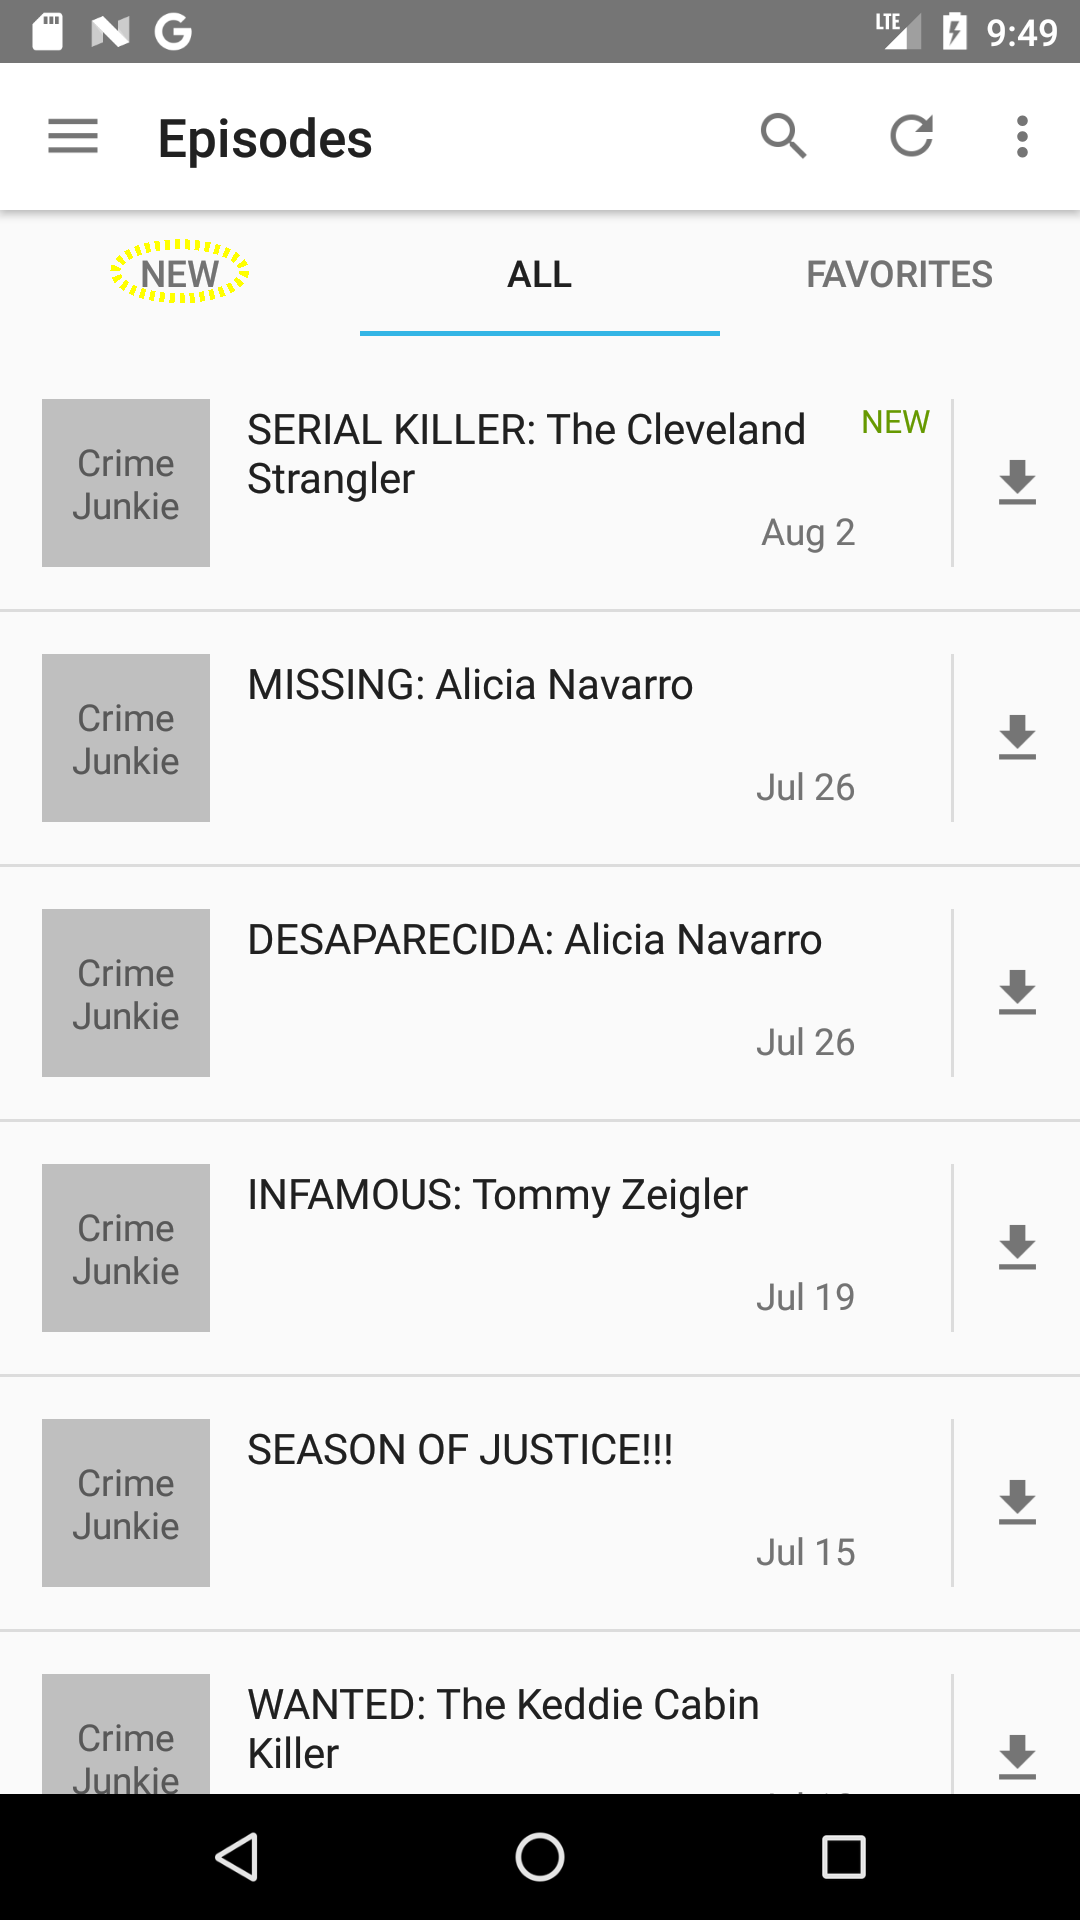 LTE 9:49
Episodes
NEW ALL FAVORITES
Crime
Junkie
SERIAL KILLER: The Cleveland
Strangler
NEW
Aug 2
Crime
Junkie
MISSING: Alicia Navarro
Jul 26
Crime
Junkie
DESAPARECIDA: Alicia Navarro
Jul 26
Crime
Junkie
INFAMOUS: Tommy Zeigler
Jul 19
Crime
Junkie
SEASON OF JUSTICE!!!
Jul 15
Crime
Junkie
WANTED: The Keddie Cabin
Killer